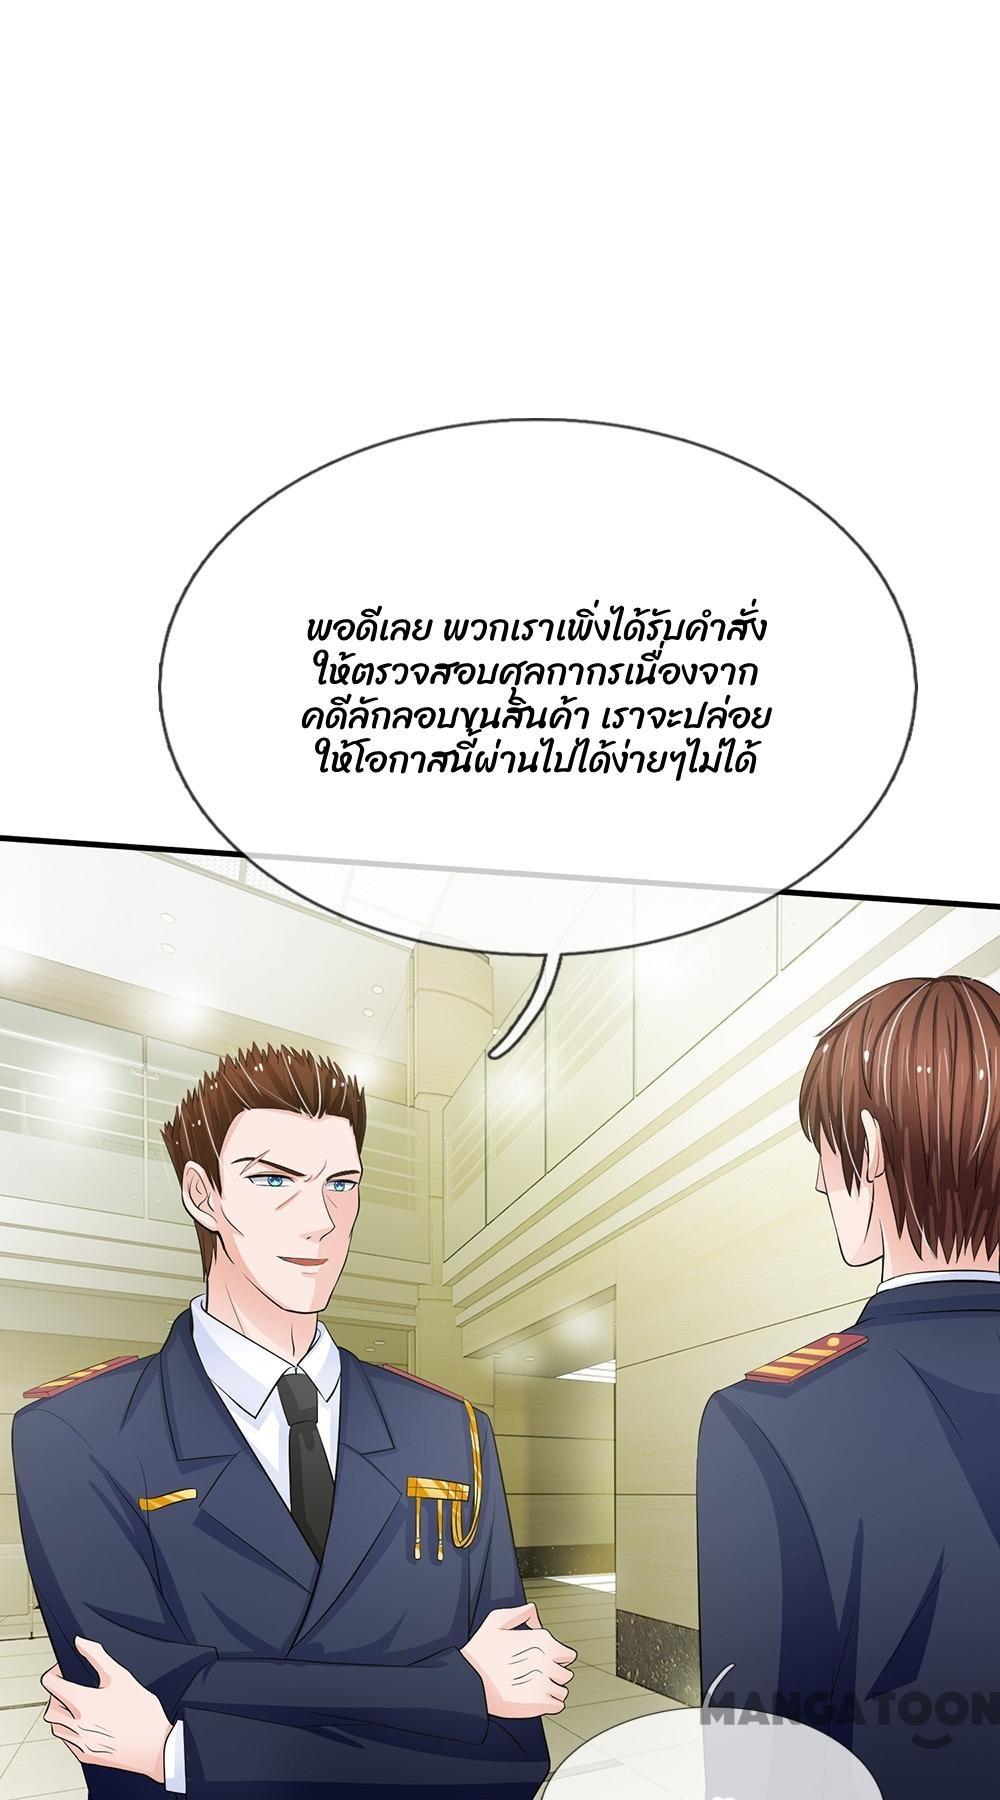 พอดีเลย พวกเราเพิ่งได้รับคำสั่ง
ให้ตรวจสอบศุลกากรเนื่องจาก
คดีลักลอบขนสินค้า เราจะปล่อย
ให้โอกาสนี้ผ่านไปได้ง่ายๆไม่ได้
MANGATOON